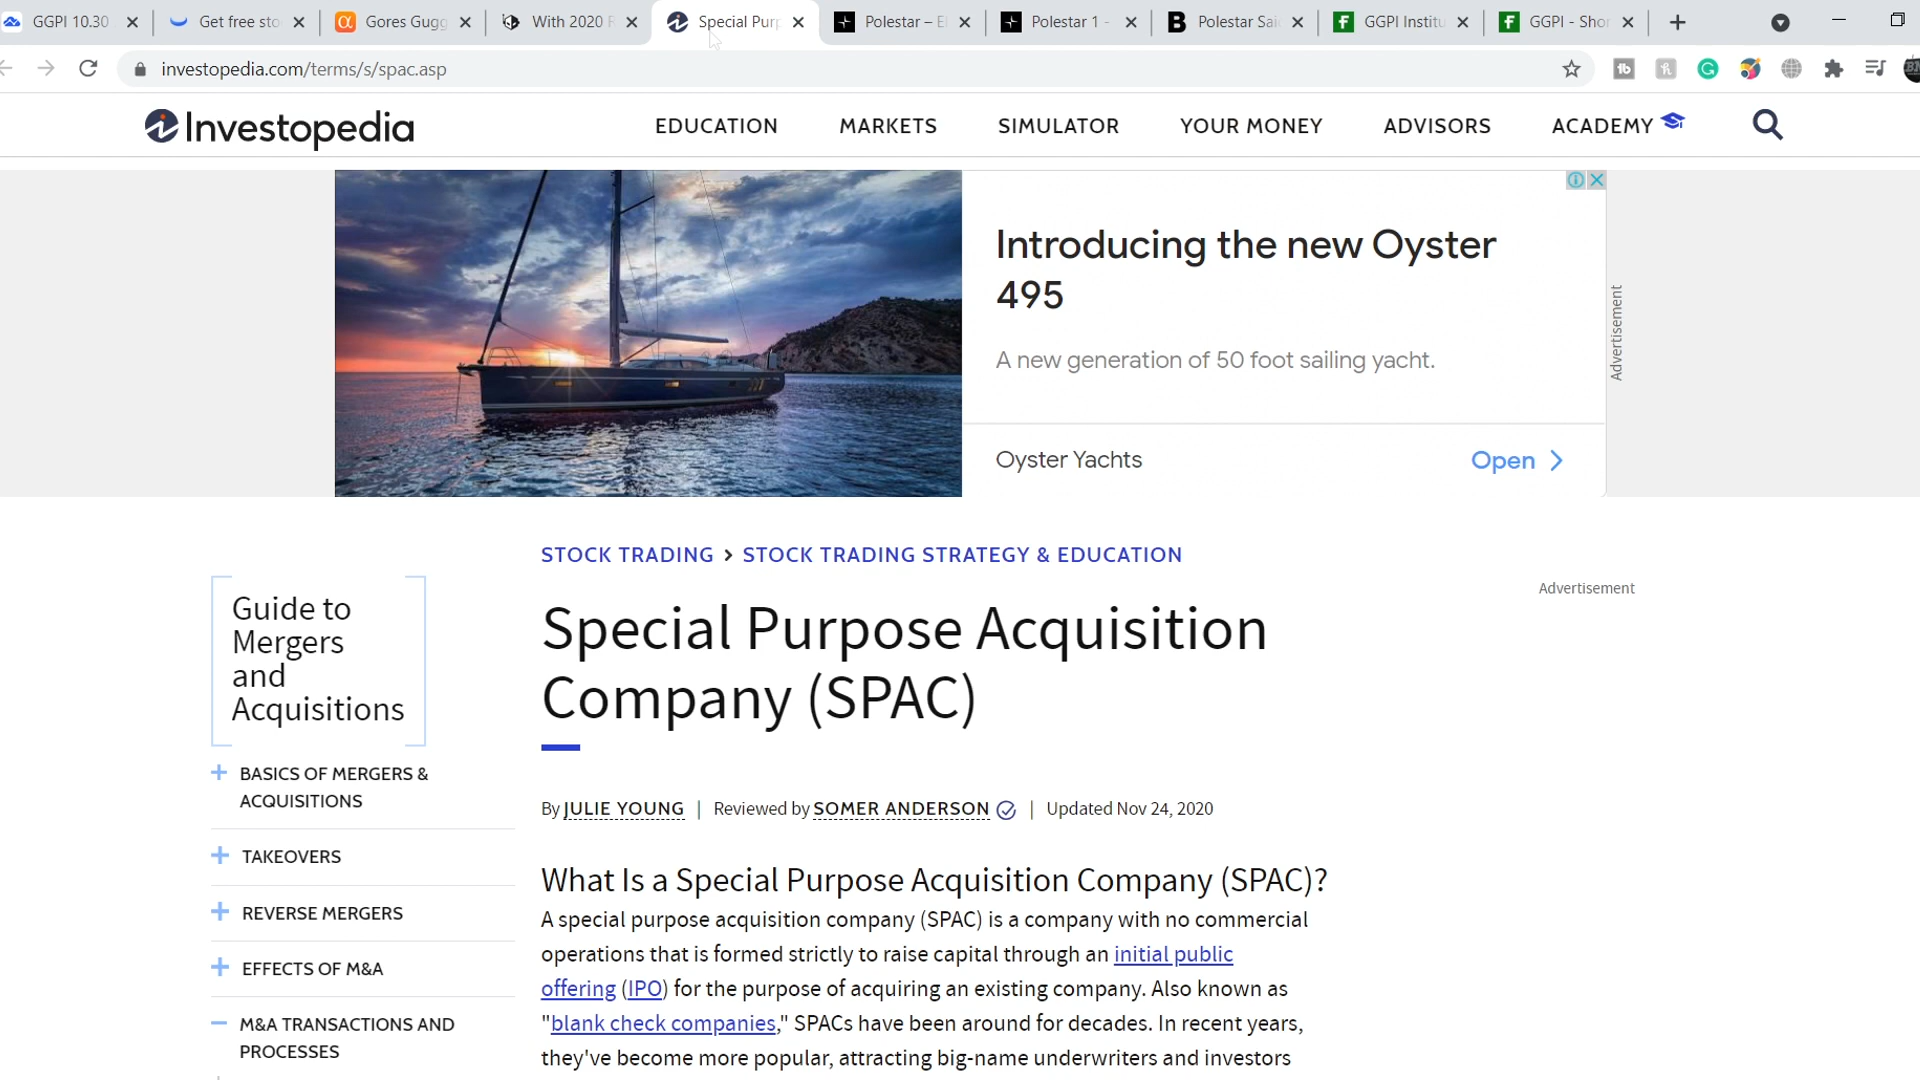 GGPI 10.30
Get free sto
Gores Gugg
With 2020 F
Special Purp
Polestar – El
Polestar 1 -
Polestar Said
GGPI Institu
GGPI - Shor
investopedia.com/terms/s/spac.asp
Investopedia
EDUCATION
MARKETS
SIMULATOR
YOUR MONEY
ADVISORS
ACADEMY
Introducing the new Oyster
495
A new generation of 50 foot sailing yacht.
Oyster Yachts
Open
Advertisement
STOCK TRADING > STOCK TRADING STRATEGY & EDUCATION
Advertisement
Guide to
Mergers
and
Acquisitions
Special Purpose Acquisition
Company (SPAC)
+ BASICS OF MERGERS &
ACQUISITIONS
+ TAKEOVERS
+ REVERSE MERGERS
+ EFFECTS OF M&A
– M&A TRANSACTIONS AND
PROCESSES
By JULIE YOUNG | Reviewed by SOMER ANDERSON | Updated Nov 24, 2020
What Is a Special Purpose Acquisition Company (SPAC)?
A special purpose acquisition company (SPAC) is a company with no commercial
operations that is formed strictly to raise capital through an initial public
offering (IPO) for the purpose of acquiring an existing company. Also known as
"blank check companies," SPACs have been around for decades. In recent years,
they've become more popular, attracting big-name underwriters and investors